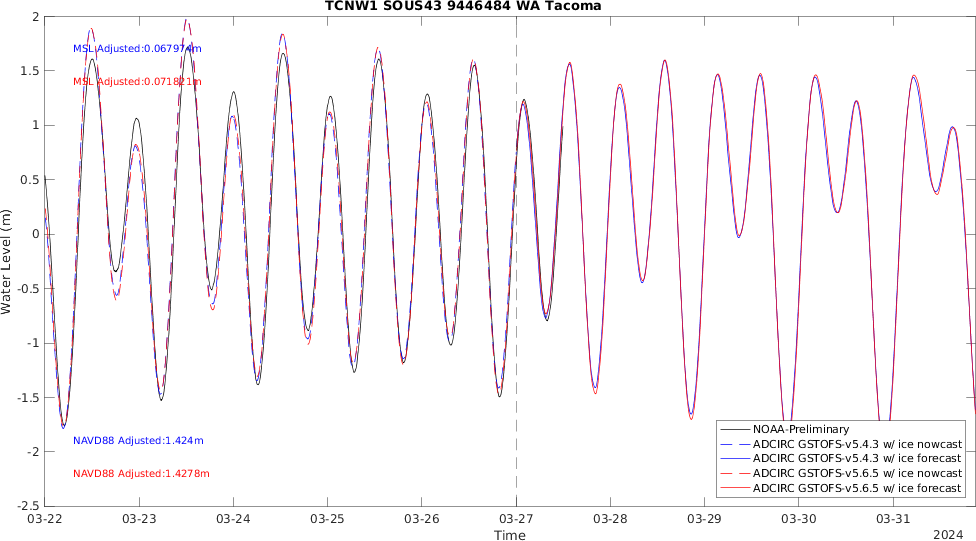 TCNW1 SOUS43 9446484 WA Tacoma
2
1.5
1
0.5
0
-0.5
-1
-1.5
-2
-2.5
Water Level (m)
MSL Adjusted:0.067974m
MSL Adjusted:0.071821m
NAVD88 Adjusted:1.424m
NAVD88 Adjusted:1.4278m
NOAA-Preliminary
ADCIRC GSTOFS-v5.4.3 w/ ice nowcast
ADCIRC GSTOFS-v5.4.3 w/ ice forecast
ADCIRC GSTOFS-v5.6.5 w/ ice nowcast
ADCIRC GSTOFS-v5.6.5 w/ ice forecast
03-22 03-23 03-24 03-25 03-26 03-27 03-28 03-29 03-30 03-31
Time
2024